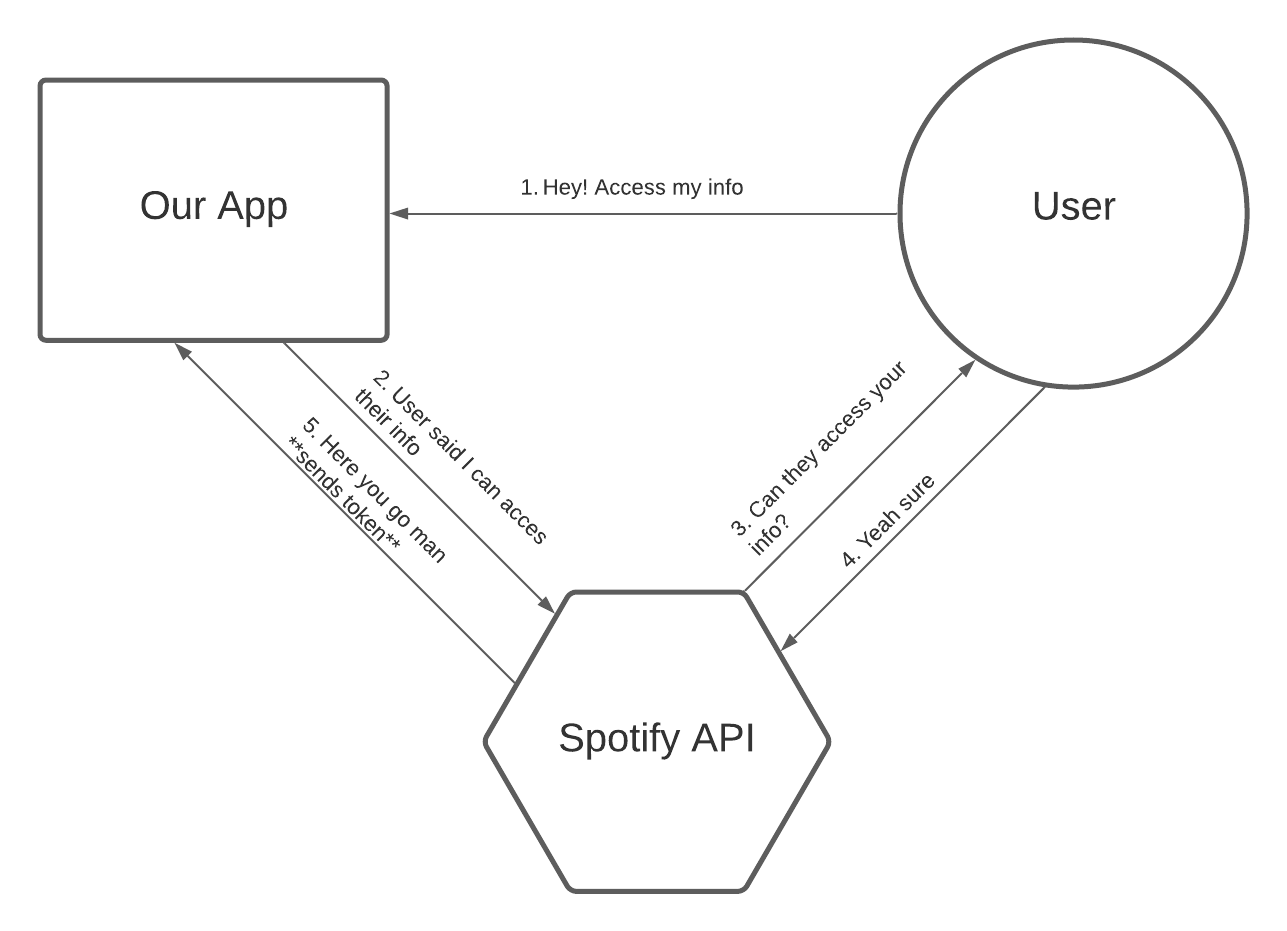 Our App
1. Hey! Access my info
User
2. User said I can acces
their info
5. Here you go man
**sends token**
3. Can they access your
info?
4. Yeah sure
Spotify API